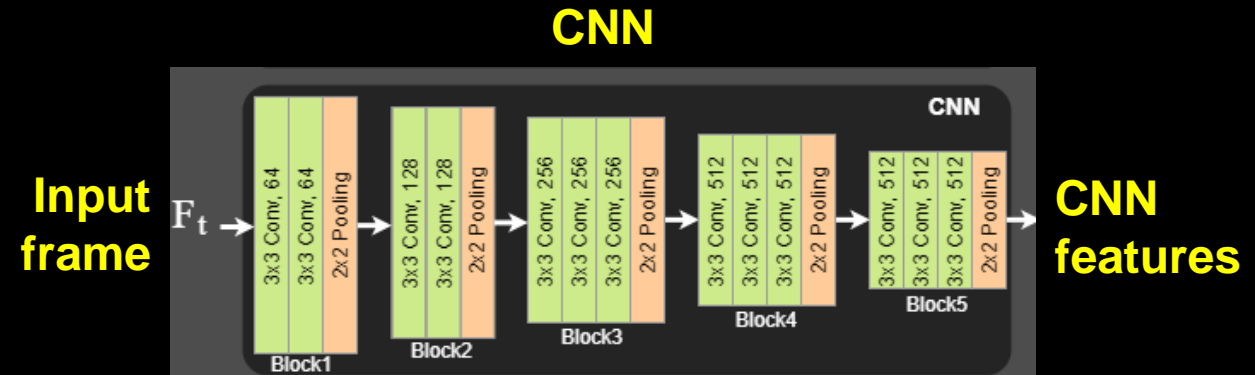 CNN
CNN
Input
frame
F_t
3x3 Conv, 64
3x3 Conv, 64
2x2 Pooling
Block1
3x3 Conv, 128
3x3 Conv, 128
2x2 Pooling
Block2
3x3 Conv, 256
3x3 Conv, 256
3x3 Conv, 256
2x2 Pooling
Block3
3x3 Conv, 512
3x3 Conv, 512
3x3 Conv, 512
2x2 Pooling
Block4
3x3 Conv, 512
3x3 Conv, 512
3x3 Conv, 512
2x2 Pooling
Block5
CNN
features